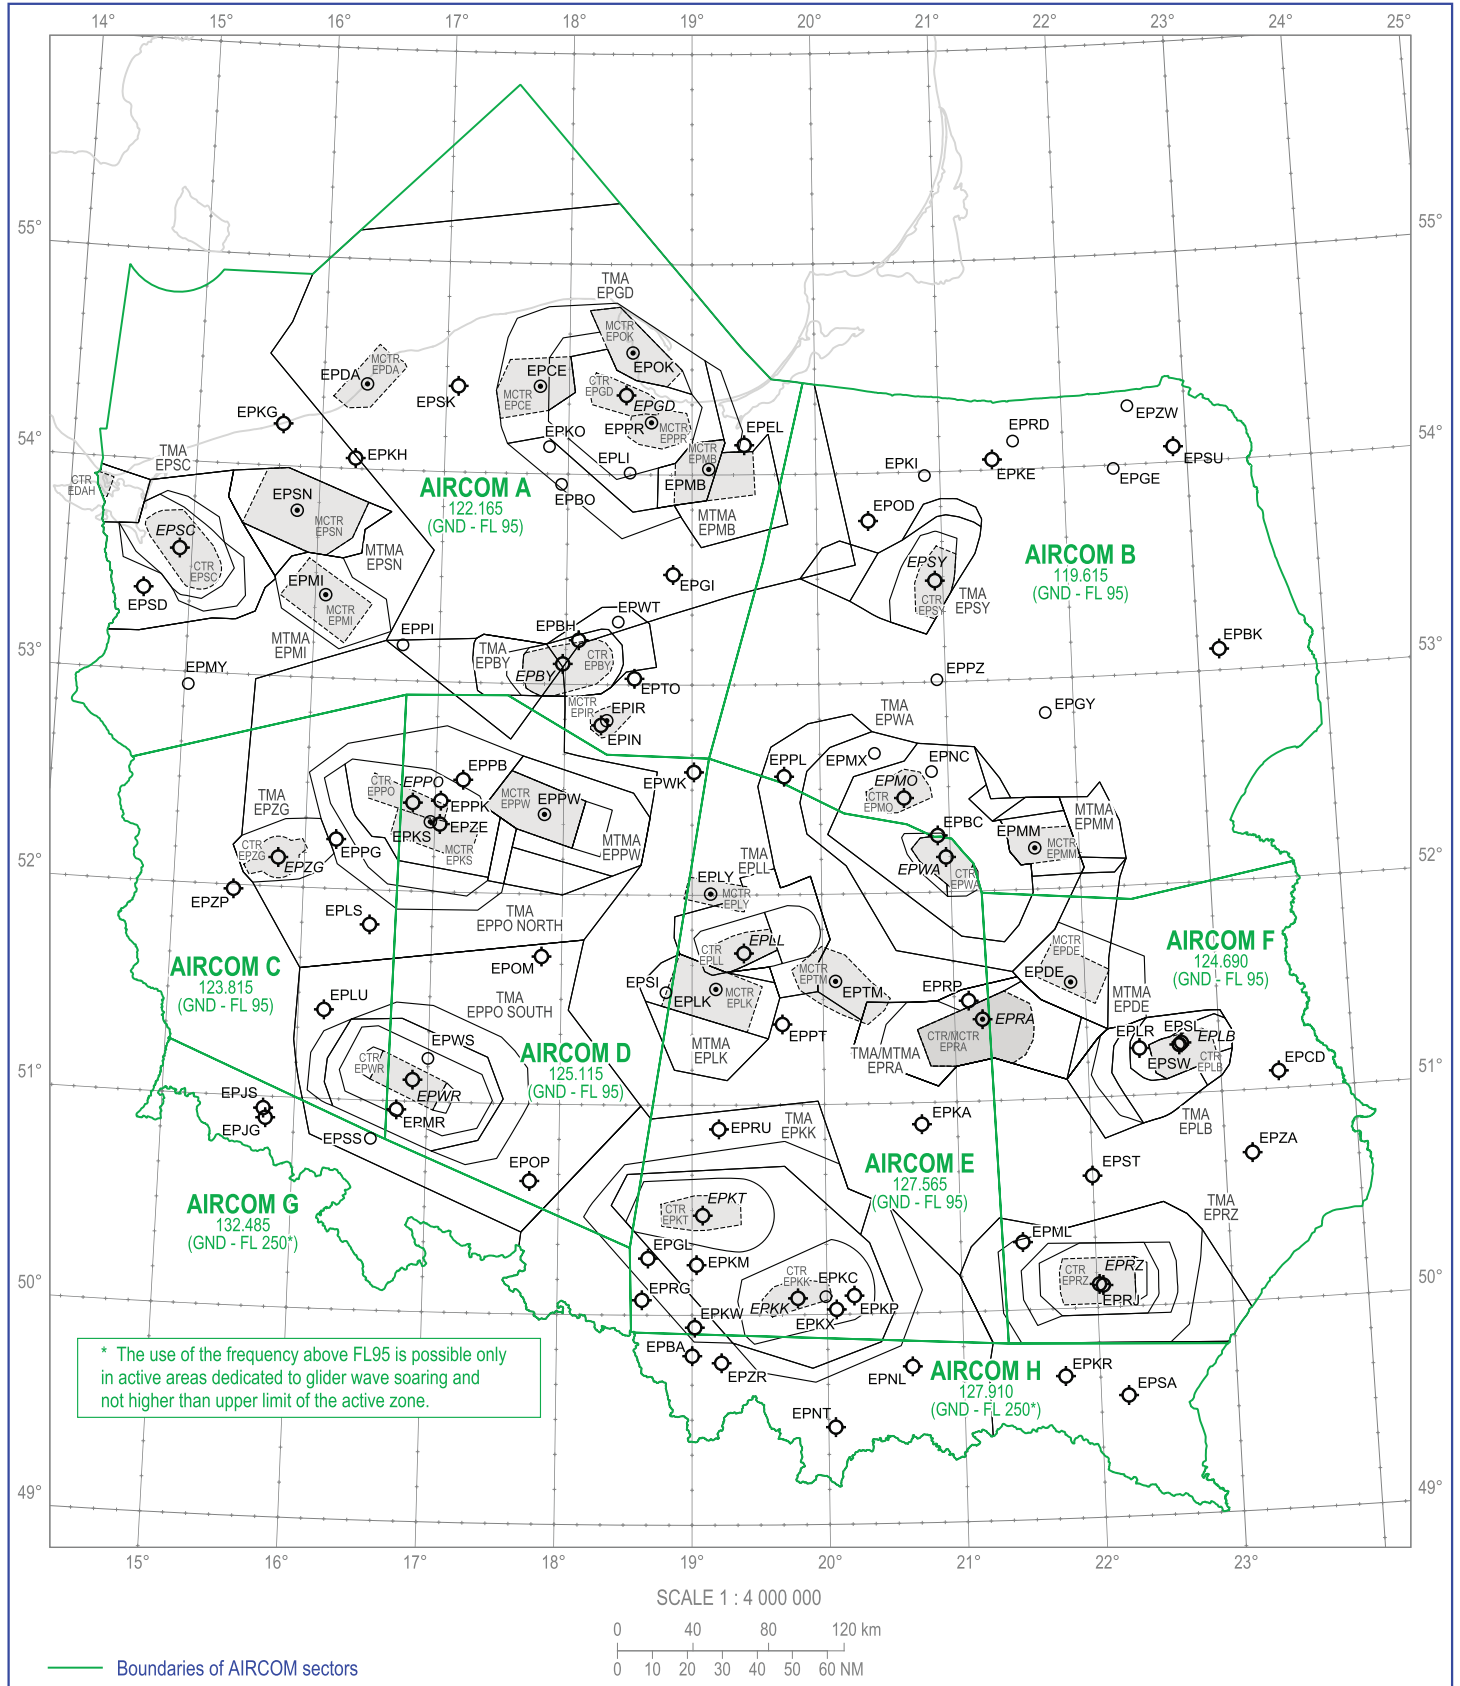 14° 15° 16° 17° 18° 19° 20° 21° 22° 23° 24° 25°
55°
55°
TMA
EPGD
MCTR
EPOK
EPOK
MCTR
EPDA
EPDA
EPSK
EPCE
MCTR
EPCE
CTR
EPGD
EPGD
EPPR
MCTR
EPPR
EPKG
EPKO
EPEL
EPZW
EPRD
54°
54°
EPKH
EPLI
MCTR
EPMB
EPMB
EPBO
EPKI
EPKE
EPSU
EPGE
TMA
EPSC
CTR
EDAH
EPSN
MCTR
EPSN
AIRCOM A
122.165
(GND - FL 95)
MTMA
EPMB
EPOD
EPSC
CTR
EPSC
MTMA
EPSN
EPSD
EPMI
MCTR
EPMI
MTMA
EPMI
EPGI
EPSY
CTR
EPSY
TMA
EPSY
AIRCOM B
119.615
(GND - FL 95)
53°
53°
EPPI
EPWT
EPBH
TMA
EPBY
CTR
EPBY
EPBY
EPTO
EPMY
EPBK
EPPZ
EPGY
MCTR
EPIR
EPIR
EPIN
TMA
EPWA
EPPB
EPWK
EPPL
EPMX
EPNC
CTR
EPPO
EPPO
EPPK
MCTR
EPPW
EPPW
EPMO
CTR
EPMO
TMA
EPZG
EPKS
EPZE
MCTR
EPKS
MTMA
EPPW
EPBC
EPMM
MCTR
EPMM
MTMA
EPMM
CTR
EPZG
EPZG
EPPG
52°
52°
TMA
EPLL
EPWA
CTR
EPWA
EPZP
EPLS
TMA
EPPO NORTH
EPLY
MCTR
EPLY
EPOM
CTR
EPLL
EPLL
MCTR
EPDE
EPDE
MTMA
EPDE
AIRCOM F
124.690
(GND - FL 95)
AIRCOM C
123.815
(GND - FL 95)
EPLU
TMA
EPPO SOUTH
EPSI
EPLK
MCTR
EPLK
MCTR
EPTM
EPTM
EPRP
EPRA
EPPT
CTR/MCTR
EPRA
TMA/MTMA
EPRA
MTMA
EPLK
EPWS
CTR
EPWR
EPWR
EPMR
AIRCOM D
125.115
(GND - FL 95)
EPLR
EPSL
EPLB
EPSW
CTR
EPLB
EPCD
51°
51°
EPJS
EPJG
EPSS
EPRU
TMA
EPKK
EPKA
TMA
EPLB
EPZA
EPOP
EPST
AIRCOM G
132.485
(GND - FL 250*)
AIRCOM E
127.565
(GND - FL 95)
CTR
EPKT
EPKT
TMA
EPRZ
EPML
EPGL
EPKM
50°
50°
CTR
EPKK
EPKC
EPKK
EPKX
EPKP
EPRG
EPKW
CTR
EPRZ
EPRZ
EPRJ
* The use of the frequency above FL95 is possible only
in active areas dedicated to glider wave soaring and
not higher than upper limit of the active zone.
EPBA
EPZR
EPNL
AIRCOM H
127.910
(GND - FL 250*)
EPKR
EPSA
EPNT
49°
49°
15° 16° 17° 18° 19° 20° 21° 22° 23°
SCALE 1 : 4 000 000
0 40 80 120 km
0 10 20 30 40 50 60 NM
Boundaries of AIRCOM sectors